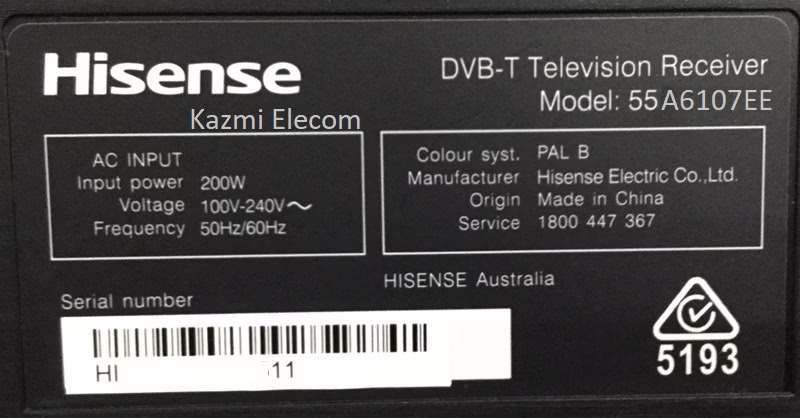 Hisense
DVB-T Television Receiver
Model: 55A6107EE
Kazmi Elecom
AC INPUT
Input power 200W
Voltage 100V-240V～
Frequency 50Hz/60Hz
Colour syst. PAL B
Manufacturer Hisense Electric Co.,Ltd.
Origin Made in China
Service 1800 447 367
HISENSE Australia
Serial number
HI 11
5193